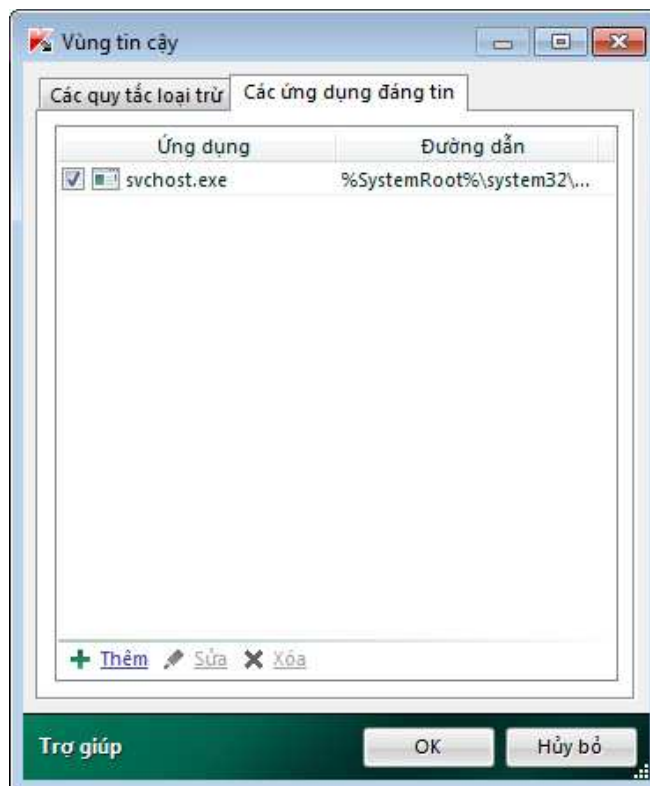 Vùng tin cậy
Các quy tắc loại trừ Các ứng dụng đáng tin
Ứng dụng Đường dẫn
svchost.exe %SystemRoot%\system32\...
Thêm Sửa Xóa
Trợ giúp OK Hủy bỏ